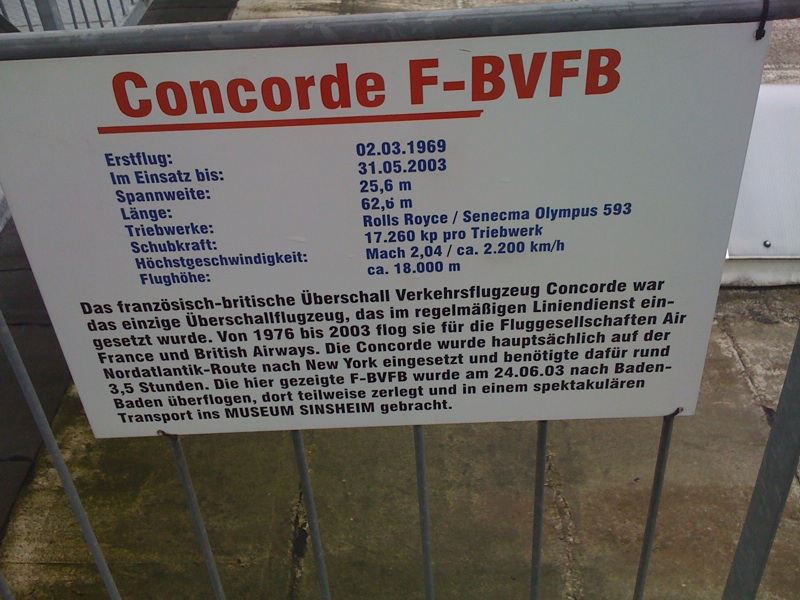 Concorde F-BVFB
Erstflug: 02.03.1969
Im Einsatz bis: 31.05.2003
Spannweite: 25,6 m
Länge: 62,6 m
Triebwerke: Rolls Royce / Senecma Olympus 593
Schubkraft: 17.260 kp pro Triebwerk
Höchstgeschwindigkeit: Mach 2,04 / ca. 2.200 km/h
Flughöhe: ca. 18.000 m
Das französisch-britische Überschall Verkehrsflugzeug Concorde war
das einzige Überschallflugzeug, das im regelmäßigen Liniendienst ein-
gesetzt wurde. Von 1976 bis 2003 flog sie für die Fluggesellschaften Air
France und British Airways. Die Concorde wurde hauptsächlich auf der
Nordatlantik-Route nach New York eingesetzt und benötigte dafür rund
3,5 Stunden. Die hier gezeigte F-BVFB wurde am 24.06.03 nach Baden-
Baden überflogen, dort teilweise zerlegt und in einem spektakulären
Transport ins MUSEUM SINSHEIM gebracht.